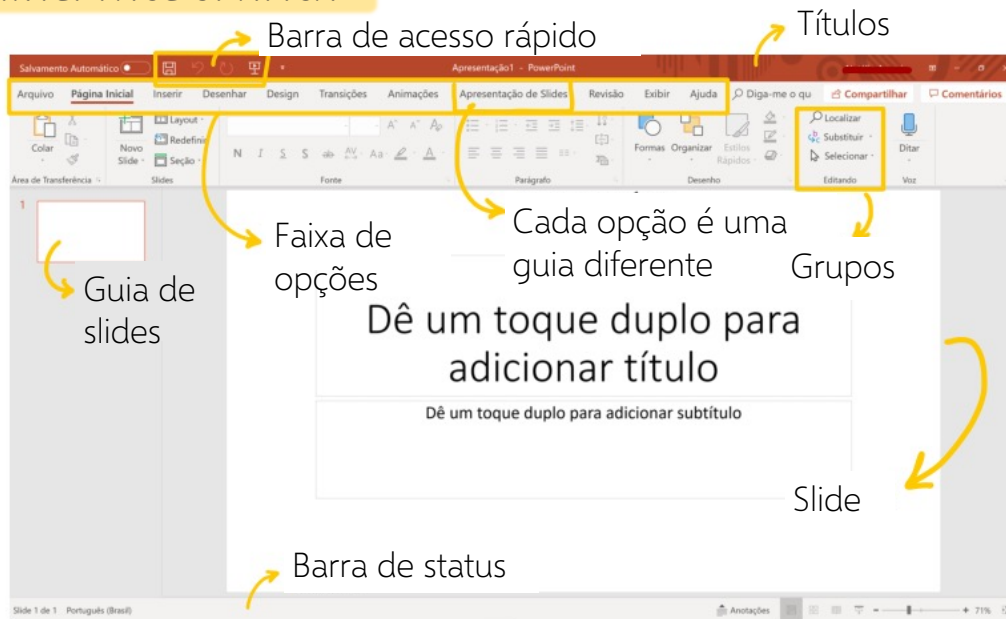 Barra de acesso rápido
Títulos
Salvamento Automático
Apresentação1 - PowerPoint
Arquivo Página Inicial Inserir Desenhar Design Transições Animações Apresentação de Slides Revisão Exibir Ajuda Diga-me o qu Compartilhar Comentários
Colar
Novo
Slide
Layout
Redefinir
Seção
N I S S ab AV Aa A
A A A
Formas Organizar Estilos
Rápidos
Localizar
Substituir
Selecionar
Ditar
Área de Transferência Slides Fonte Parágrafo Desenho Editando Voz
1
Guia de
slides
Faixa de
opções
Cada opção é uma
guia diferente
Grupos
Dê um toque duplo para
adicionar título
Dê um toque duplo para adicionar subtítulo
Slide
Barra de status
Slide 1 de 1 Português (Brasil) Anotações - + 71%